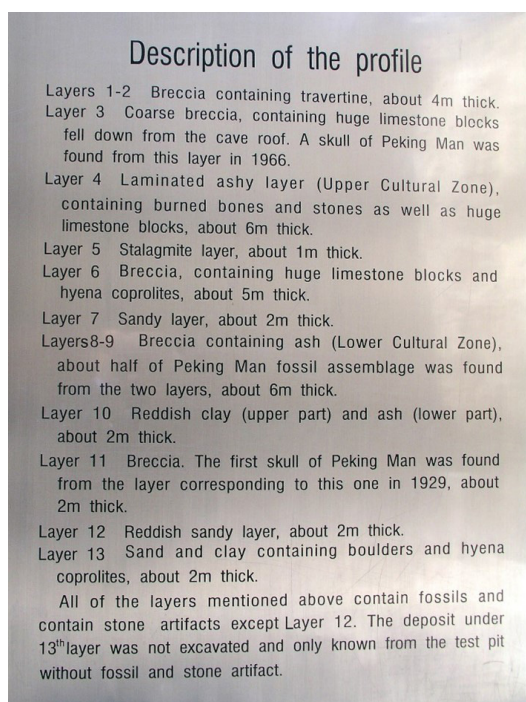 Description of the profile
Layers 1-2 Breccia containing travertine, about 4m thick.
Layer 3 Coarse breccia, containing huge limestone blocks
fell down from the cave roof. A skull of Peking Man was
found from this layer in 1966.
Layer 4 Laminated ashy layer (Upper Cultural Zone),
containing burned bones and stones as well as huge
limestone blocks, about 6m thick.
Layer 5 Stalagmite layer, about 1m thick.
Layer 6 Breccia, containing huge limestone blocks and
hyena coprolites, about 5m thick.
Layer 7 Sandy layer, about 2m thick.
Layers8-9 Breccia containing ash (Lower Cultural Zone),
about half of Peking Man fossil assemblage was found
from the two layers, about 6m thick.
Layer 10 Reddish clay (upper part) and ash (lower part),
about 2m thick.
Layer 11 Breccia. The first skull of Peking Man was found
from the layer corresponding to this one in 1929, about
2m thick.
Layer 12 Reddish sandy layer, about 2m thick.
Layer 13 Sand and clay containing boulders and hyena
coprolites, about 2m thick.
All of the layers mentioned above contain fossils and
contain stone artifacts except Layer 12. The deposit under
13th layer was not excavated and only known from the test pit
without fossil and stone artifact.